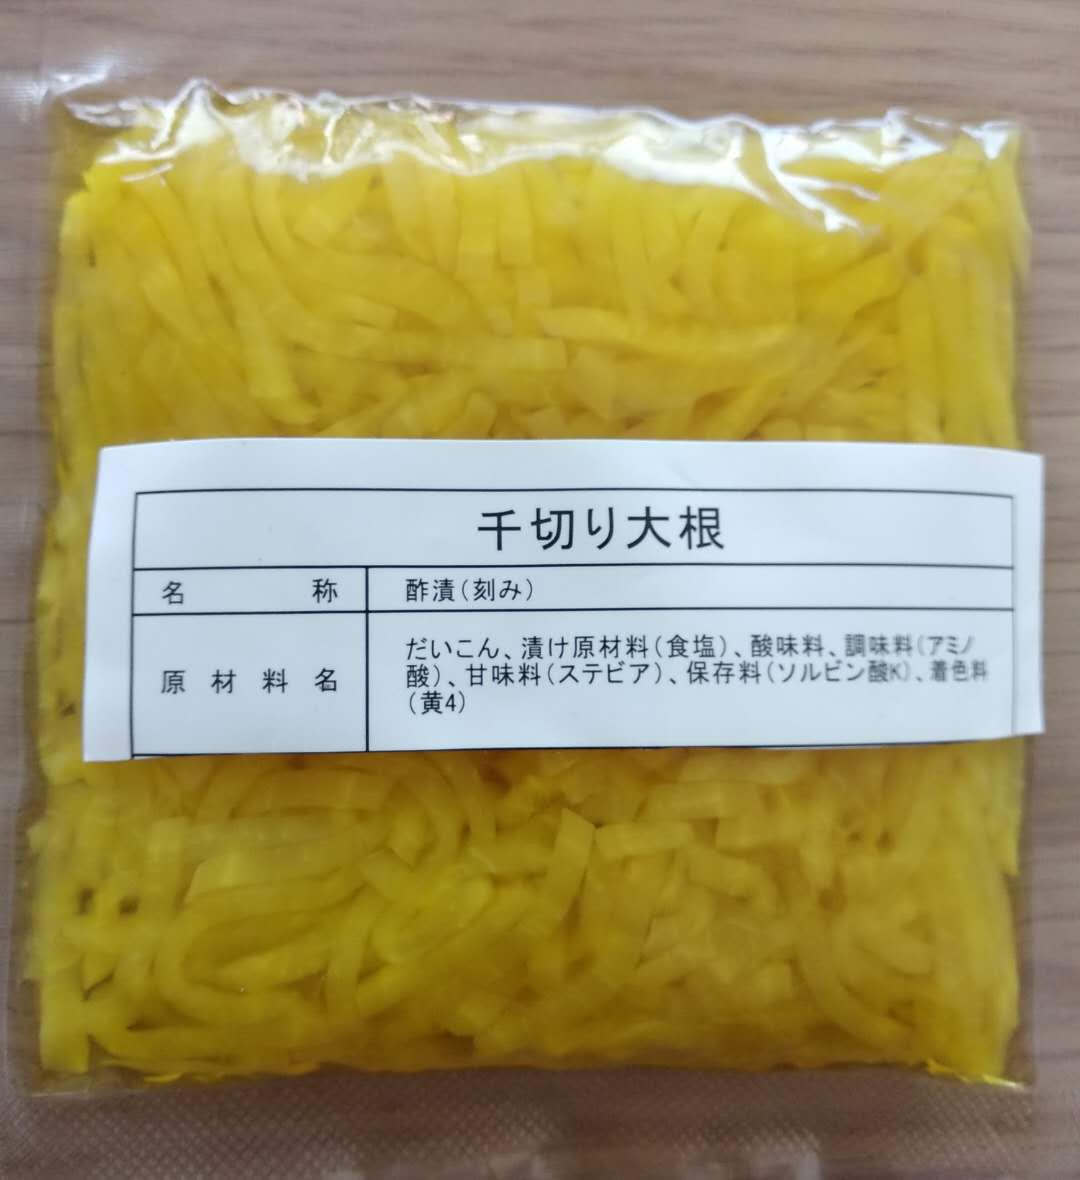 千切り大根
名称 酢漬(刻み)
原材料名 だいこん、漬け原材料(食塩)、酸味料、調味料(アミノ
酸)、甘味料(ステビア)、保存料(ソルビン酸K)、着色料
(黄4)